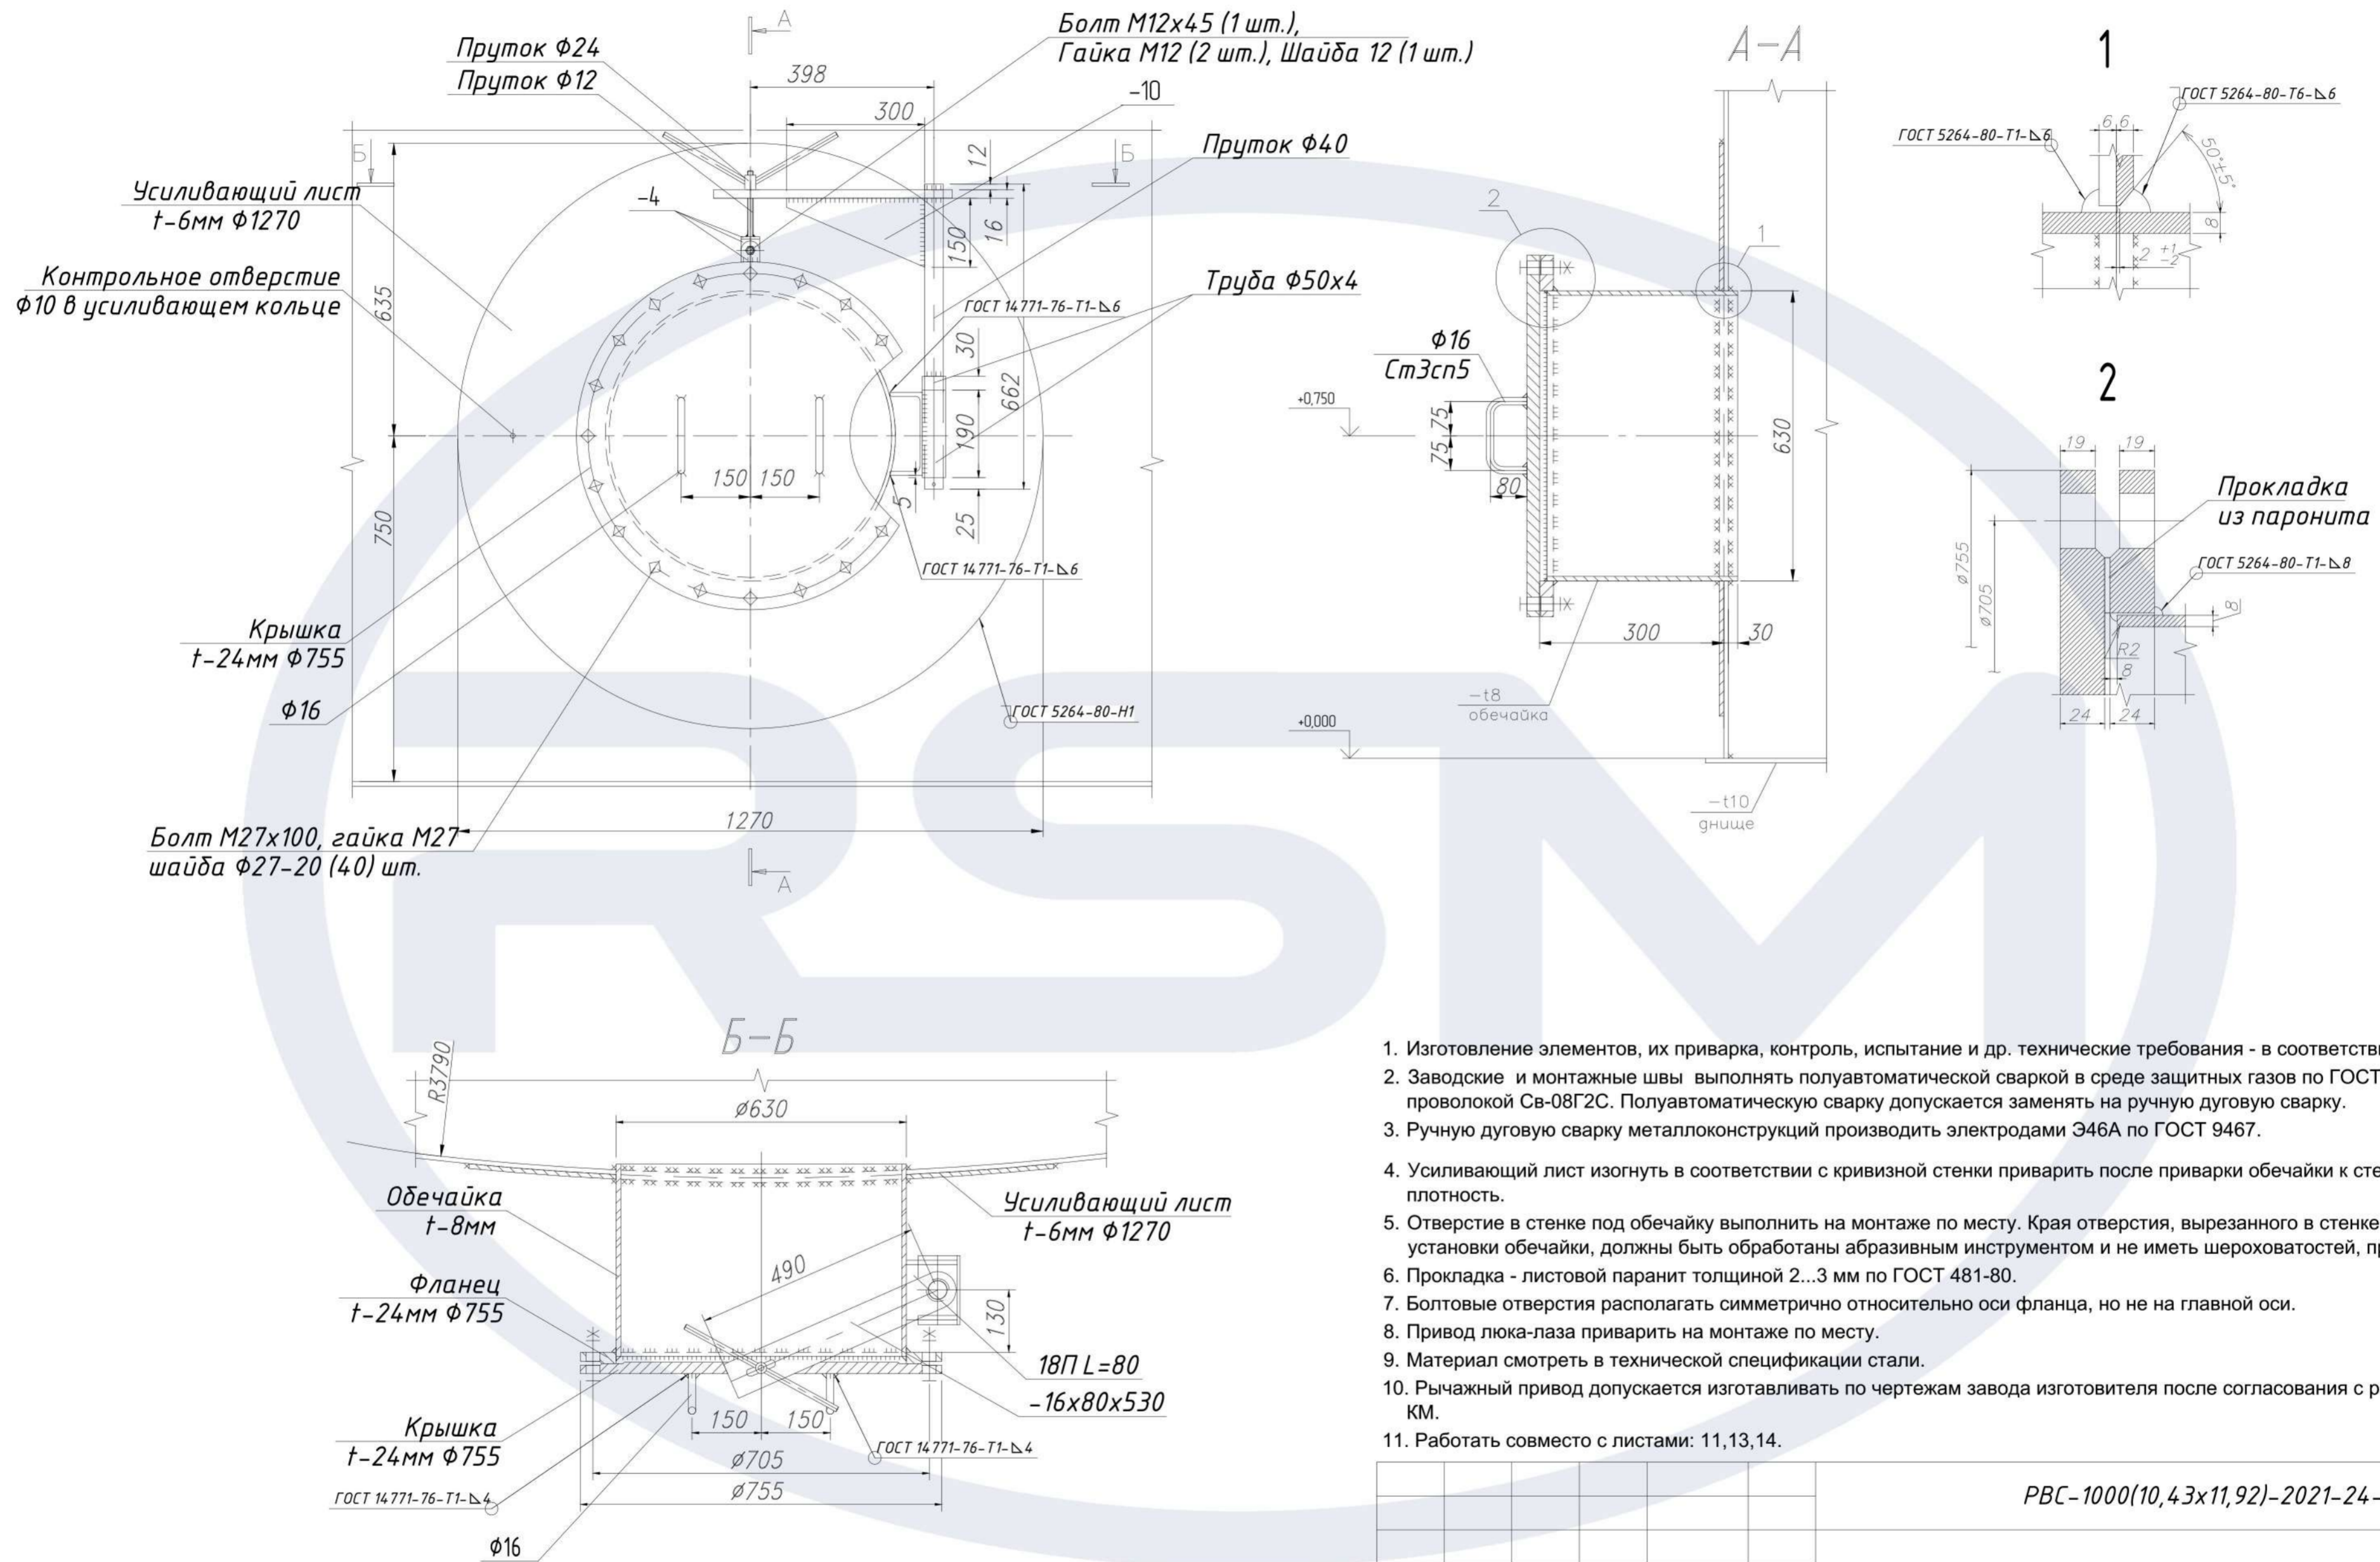 А
Болт М12х45 (1 шт.),
Гайка М12 (2 шт.), Шайба 12 (1 шт.)
Пруток Ф24
Пруток Ф12
398
-10
300
Б
Б
12
Пруток Ф40
Усиливающий лист
t-6мм Ф1270
-4
150
16
Контрольное отверстие
Ф10 в усиливающем кольце
635
Труба Ф50х4
ГОСТ 14771-76-Т1-⊿6
30
662
190
150
150
5
25
750
ГОСТ 14771-76-Т1-⊿6
Крышка
t-24мм Ф755
Ф16
ГОСТ 5264-80-Н1
1270
Болт М27х100, гайка М27
шайба Ф27-20 (40) шт.
А
А-А
2
1
Ф16
Ст3сп5
+0,750
75
75
80
630
300
30
-t8
обечайка
+0,000
-t10
днище
1
ГОСТ 5264-80-Т6-⊿6
ГОСТ 5264-80-Т1-⊿6
6
6
50°±5°
8
2 +1 -2
2
19
19
Прокладка
из паронита
ø755
ø705
ГОСТ 5264-80-Т1-⊿8
8
R2
8
24
24
Б-Б
R3790
ø630
Обечайка
t-8мм
Усиливающий лист
t-6мм Ф1270
490
Фланец
t-24мм Ф755
130
18П L=80
-16х80х530
150
150
Крышка
t-24мм Ф755
ГОСТ 14771-76-Т1-⊿4
ø705
ø755
ГОСТ 14771-76-Т1-⊿4
ф16
RSM
1. Изготовление элементов, их приварка, контроль, испытание и др. технические требования - в соответстви
2. Заводские и монтажные швы выполнять полуавтоматической сваркой в среде защитных газов по ГОСТ
проволокой Св-08Г2С. Полуавтоматическую сварку допускается заменять на ручную дуговую сварку.
3. Ручную дуговую сварку металлоконструкций производить электродами Э46А по ГОСТ 9467.
4. Усиливающий лист изогнуть в соответствии с кривизной стенки приварить после приварки обечайки к сте
плотность.
5. Отверстие в стенке под обечайку выполнить на монтаже по месту. Края отверстия, вырезанного в стенке
установки обечайки, должны быть обработаны абразивным инструментом и не иметь шероховатостей, пр
6. Прокладка - листовой паранит толщиной 2...3 мм по ГОСТ 481-80.
7. Болтовые отверстия располагать симметрично относительно оси фланца, но не на главной оси.
8. Привод люка-лаза приварить на монтаже по месту.
9. Материал смотреть в технической спецификации стали.
10. Рычажный привод допускается изготавливать по чертежам завода изготовителя после согласования с р
КМ.
11. Работать совместо с листами: 11,13,14.
РВС-1000(10,43х11,92)-2021-24-